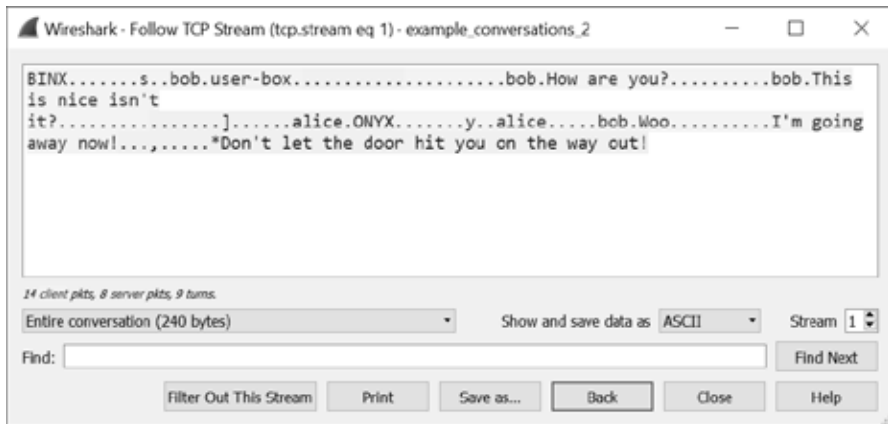 Wireshark - Follow TCP Stream (tcp.stream eq 1) - example_conversations_2
BINX.......s..bob.user-box.....................bob.How are you?..........bob.This
is nice isn't
it?................]......alice.ONYX.......y..alice.....bob.Woo..........I'm going
away now!...,.....*Don't let the door hit you on the way out!
14 client pkts, 8 server pkts, 9 turns.
Entire conversation (240 bytes) Show and save data as ASCII Stream 1
Find: Find Next
Filter Out This Stream Print Save as... Back Close Help